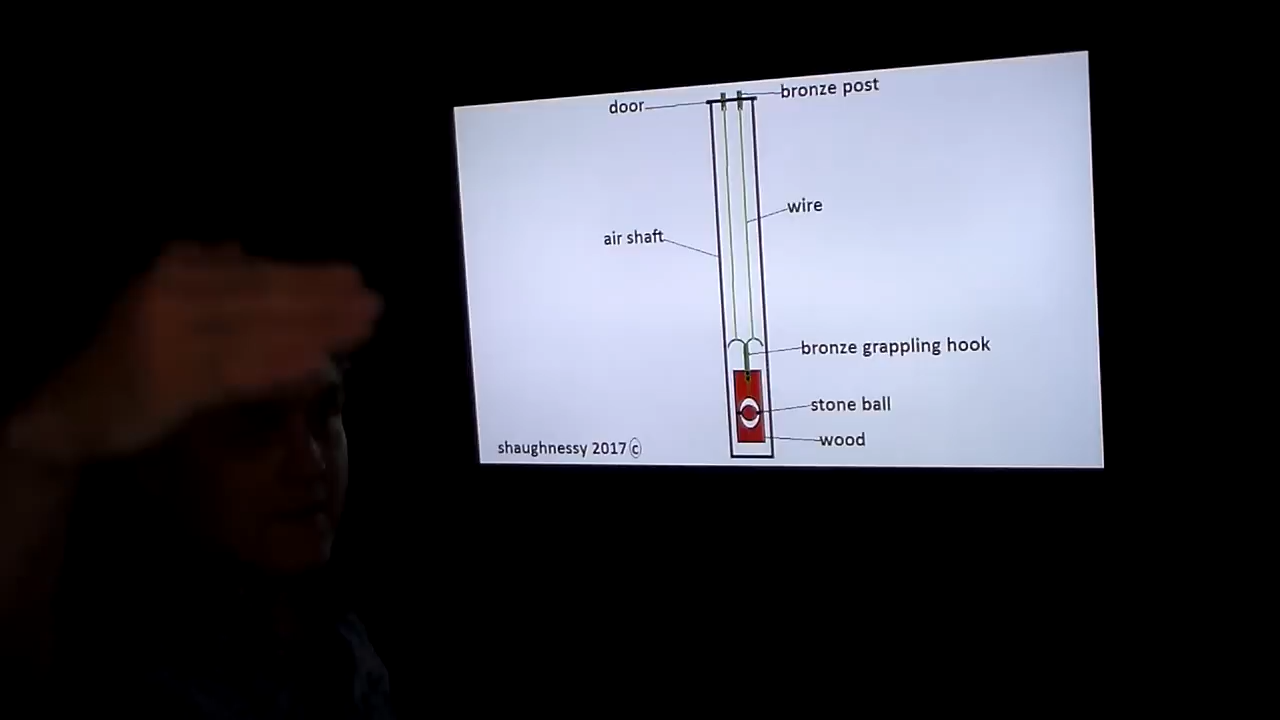 door
bronze post
wire
air shaft
bronze grappling hook
stone ball
wood
shaughnessy 2017 ©